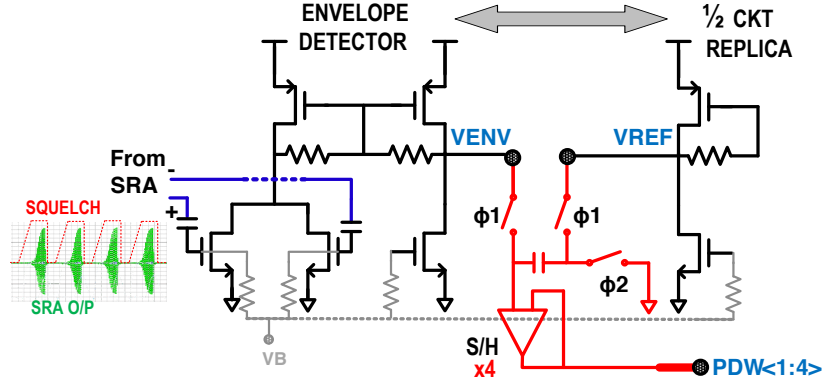 ENVELOPE
DETECTOR
½ CKT
REPLICA
VENV
VREF
From
SRA
-
+
SQUELCH
SRA O/P
ϕ1
ϕ1
ϕ2
VB
S/H
x4
PDW<1:4>